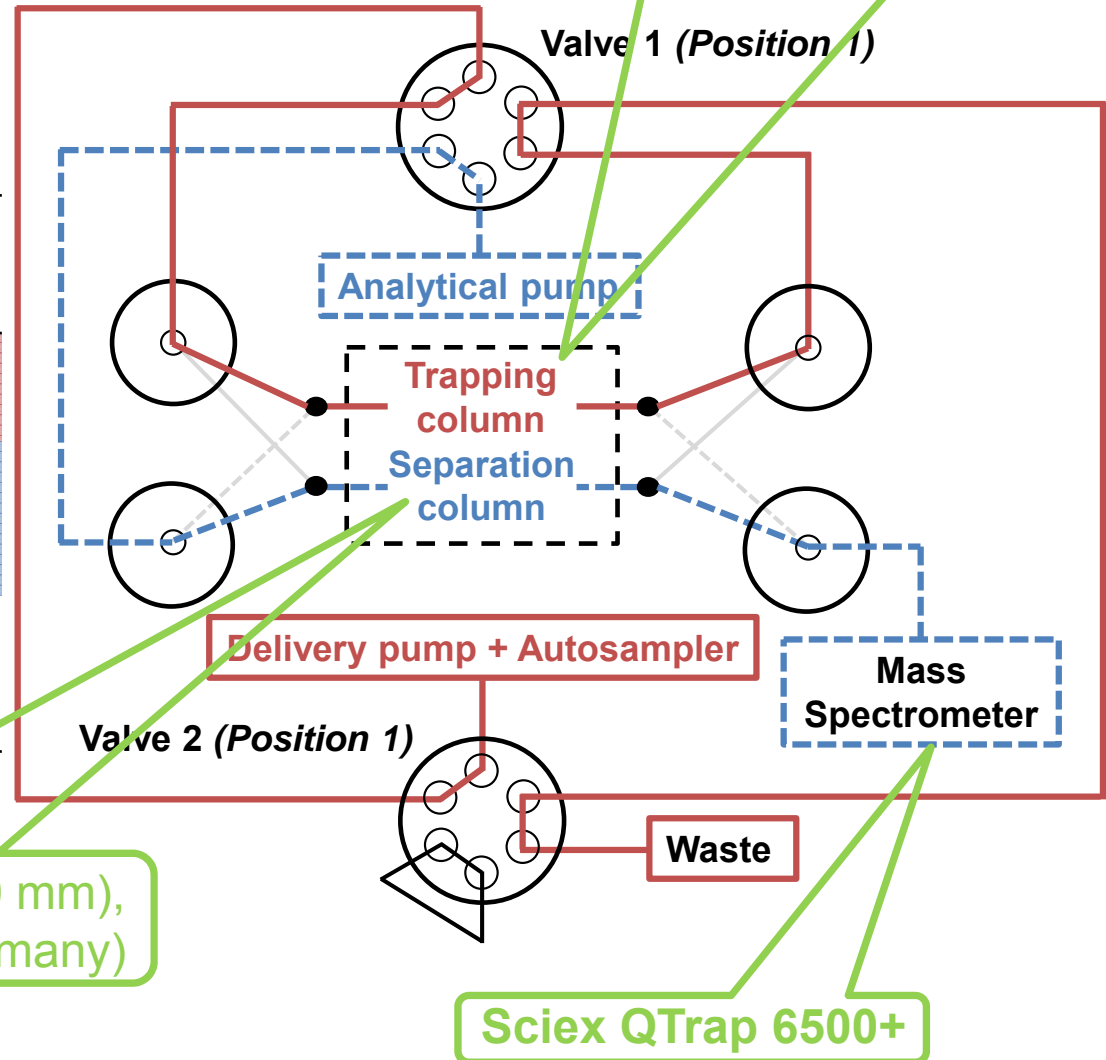 Valve 1 (Position 1)
Analytical pump
Trapping
column
Separation
column
Delivery pump + Autosampler
Mass
Spectrometer
Valve 2 (Position 1)
Waste
mm),
Sciex QTrap 6500+